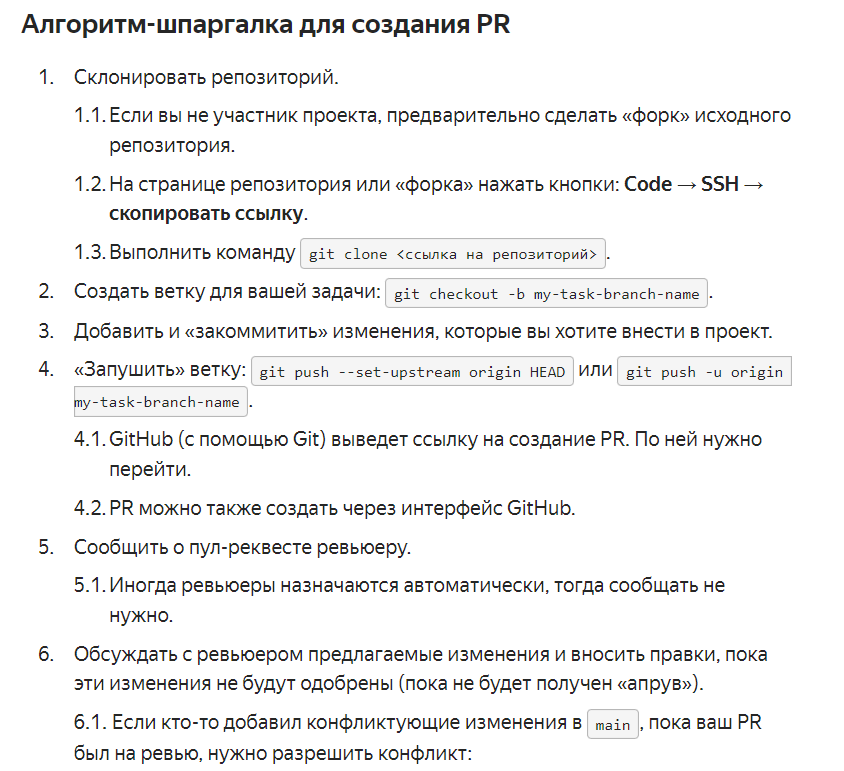 Алгоритм-шпаргалка для создания PR
1. Склонировать репозиторий.
1.1. Если вы не участник проекта, предварительно сделать «форк» исходного
репозитория.
1.2. На странице репозитория или «форка» нажать кнопки: Code → SSH →
скопировать ссылку.
1.3. Выполнить команду git clone <ссылка на репозиторий>.
2. Создать ветку для вашей задачи: git checkout -b my-task-branch-name.
3. Добавить и «закоммитить» изменения, которые вы хотите внести в проект.
4. «Запушить» ветку: git push --set-upstream origin HEAD или git push -u origin
my-task-branch-name.
4.1. GitHub (с помощью Git) выведет ссылку на создание PR. По ней нужно
перейти.
4.2. PR можно также создать через интерфейс GitHub.
5. Сообщить о пул-реквесте ревьюеру.
5.1. Иногда ревьюеры назначаются автоматически, тогда сообщать не
нужно.
6. Обсуждать с ревьюером предлагаемые изменения и вносить правки, пока
эти изменения не будут одобрены (пока не будет получен «апрув»).
6.1. Если кто-то добавил конфликтующие изменения в main, пока ваш PR
был на ревью, нужно разрешить конфликт: